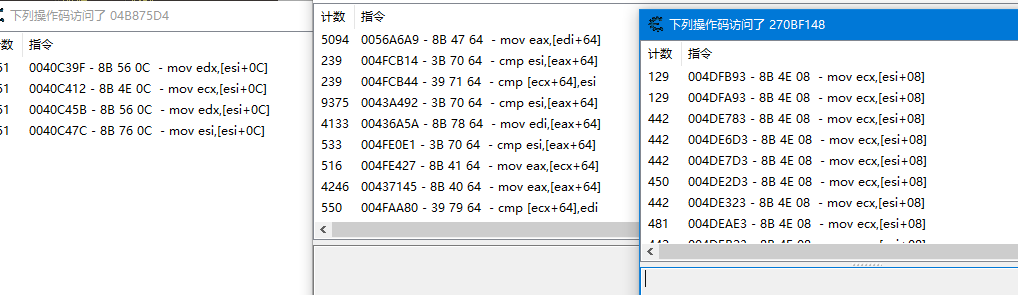 下列操作码访问了 04B875D4
指令
0040C39F - 8B 56 0C - mov edx,[esi+0C]
0040C412 - 8B 4E 0C - mov ecx,[esi+0C]
0040C45B - 8B 56 0C - mov edx,[esi+0C]
0040C47C - 8B 76 0C - mov esi,[esi+0C]
计数 指令
5094 0056A6A9 - 8B 47 64 - mov eax,[edi+64]
239 004FCB14 - 3B 70 64 - cmp esi,[eax+64]
239 004FCB44 - 39 71 64 - cmp [ecx+64],esi
9375 0043A492 - 3B 70 64 - cmp esi,[eax+64]
4133 00436A5A - 8B 78 64 - mov edi,[eax+64]
533 004FE0E1 - 3B 70 64 - cmp esi,[eax+64]
516 004FE427 - 8B 41 64 - mov eax,[ecx+64]
4246 00437145 - 8B 40 64 - mov eax,[eax+64]
550 004FAA80 - 39 79 64 - cmp [ecx+64],edi
下列操作码访问了 270BF148
计数 指令
129 004DFB93 - 8B 4E 08 - mov ecx,[esi+08]
129 004DFA93 - 8B 4E 08 - mov ecx,[esi+08]
442 004DE783 - 8B 4E 08 - mov ecx,[esi+08]
442 004DE6D3 - 8B 4E 08 - mov ecx,[esi+08]
442 004DE7D3 - 8B 4E 08 - mov ecx,[esi+08]
450 004DE2D3 - 8B 4E 08 - mov ecx,[esi+08]
442 004DE323 - 8B 4E 08 - mov ecx,[esi+08]
481 004DEAE3 - 8B 4E 08 - mov ecx,[esi+08]